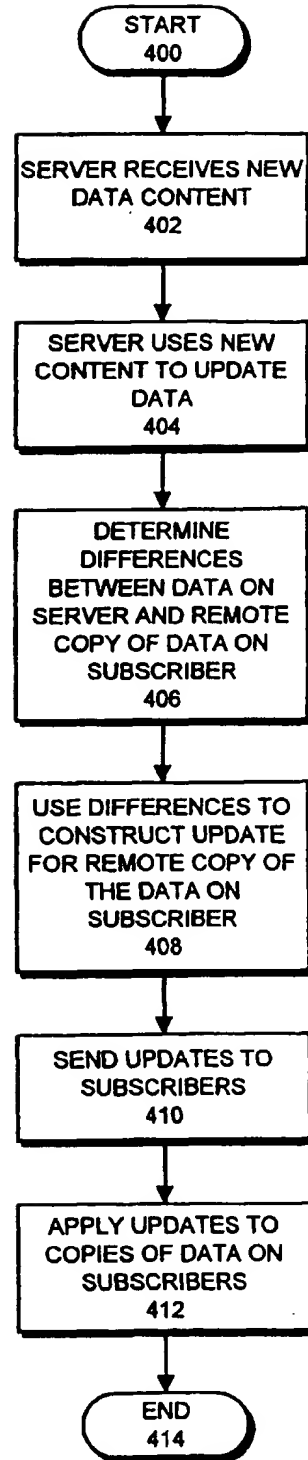 START
400
SERVER RECEIVES NEW
DATA CONTENT
402
SERVER USES NEW
CONTENT TO UPDATE
DATA
404
DETERMINE
DIFFERENCES
BETWEEN DATA ON
SERVER AND REMOTE
COPY OF DATA ON
SUBSCRIBER
406
USE DIFFERENCES TO
CONSTRUCT UPDATE
FOR REMOTE COPY OF
THE DATA ON
SUBSCRIBER
408
SEND UPDATES TO
SUBSCRIBERS
410
APPLY UPDATES TO
COPIES OF DATA ON
SUBSCRIBERS
412
END
414